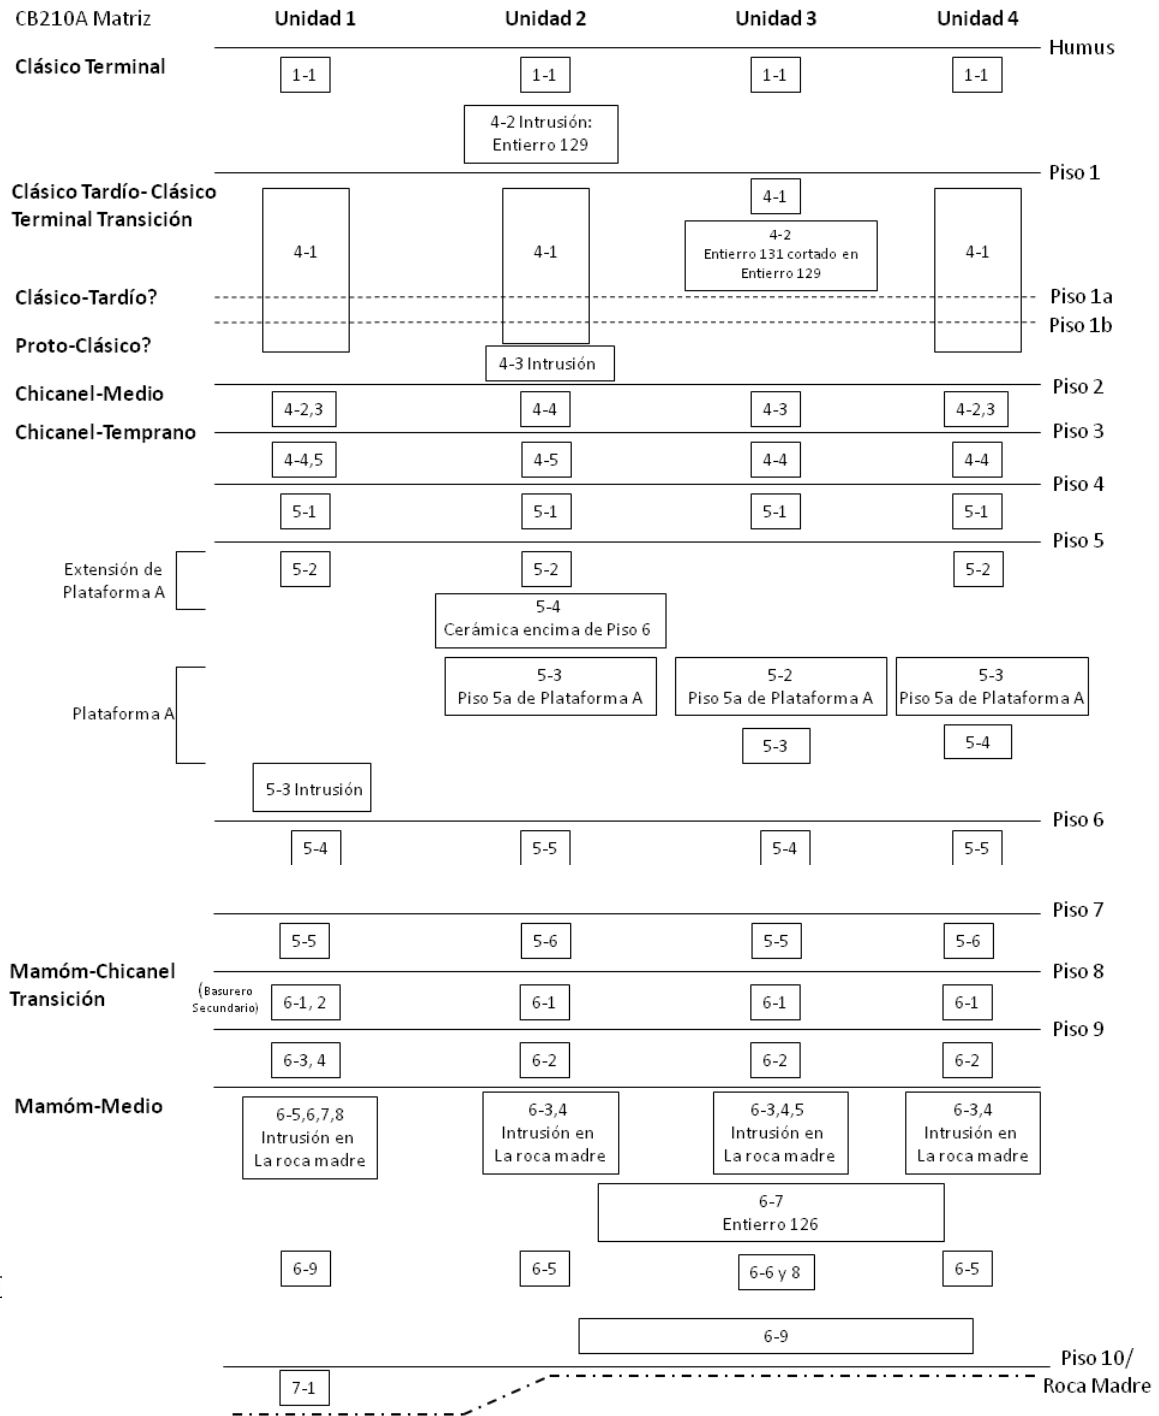 CB210A Matriz Unidad 1 Unidad 2 Unidad 3 Unidad 4
Humus
Clásico Terminal
1-1 1-1 1-1 1-1
4-2 Intrusión:
Entierro 129
Piso 1
Clásico Tardío- Clásico
Terminal Transición
4-1
4-1 4-1 4-1
4-2
Entierro 131 cortado en
Entierro 129
Clásico-Tardío?
Piso 1a
Piso 1b
Proto-Clásico?
4-3 Intrusión
Piso 2
Chicanel-Medio
4-2,3 4-4 4-3 4-2,3
Chicanel-Temprano
Piso 3
4-4,5 4-5 4-4 4-4
Piso 4
5-1 5-1 5-1 5-1
Piso 5
Extensión de
Plataforma A
5-2 5-2 5-2
5-4
Cerámica encima de Piso 6
5-3 5-2 5-3
Piso 5a de Plataforma A Piso 5a de Plataforma A Piso 5a de Plataforma A
Plataforma A
5-3 5-4
5-3 Intrusión
Piso 6
5-4 5-5 5-4 5-5
Piso 7
5-5 5-6 5-5 5-6
Mamóm-Chicanel
Transición
Piso 8
(Basurero
Secundario)
6-1, 2 6-1 6-1 6-1
Piso 9
6-3, 4 6-2 6-2 6-2
Mamóm-Medio
6-5,6,7,8 6-3,4 6-3,4,5 6-3,4
Intrusión en Intrusión en Intrusión en Intrusión en
La roca madre La roca madre La roca madre La roca madre
6-7
Entierro 126
6-9 6-5 6-6 y 8 6-5
6-9
Piso 10/
Roca Madre
7-1